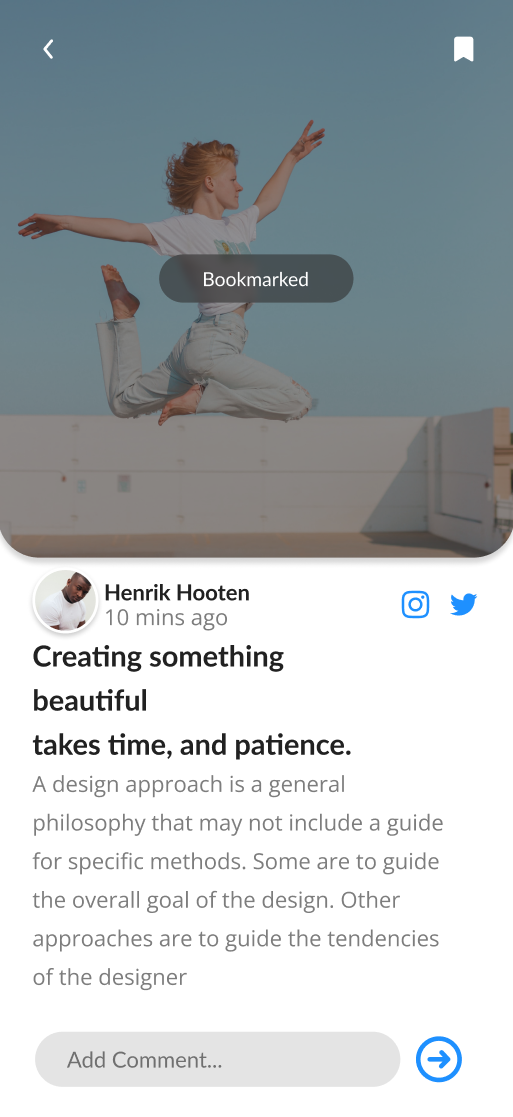 Bookmarked
Henrik Hooten
10 mins ago
Creating something
beautiful
takes time, and patience.
A design approach is a general
philosophy that may not include a guide
for specific methods. Some are to guide
the overall goal of the design. Other
approaches are to guide the tendencies
of the designer
Add Comment...